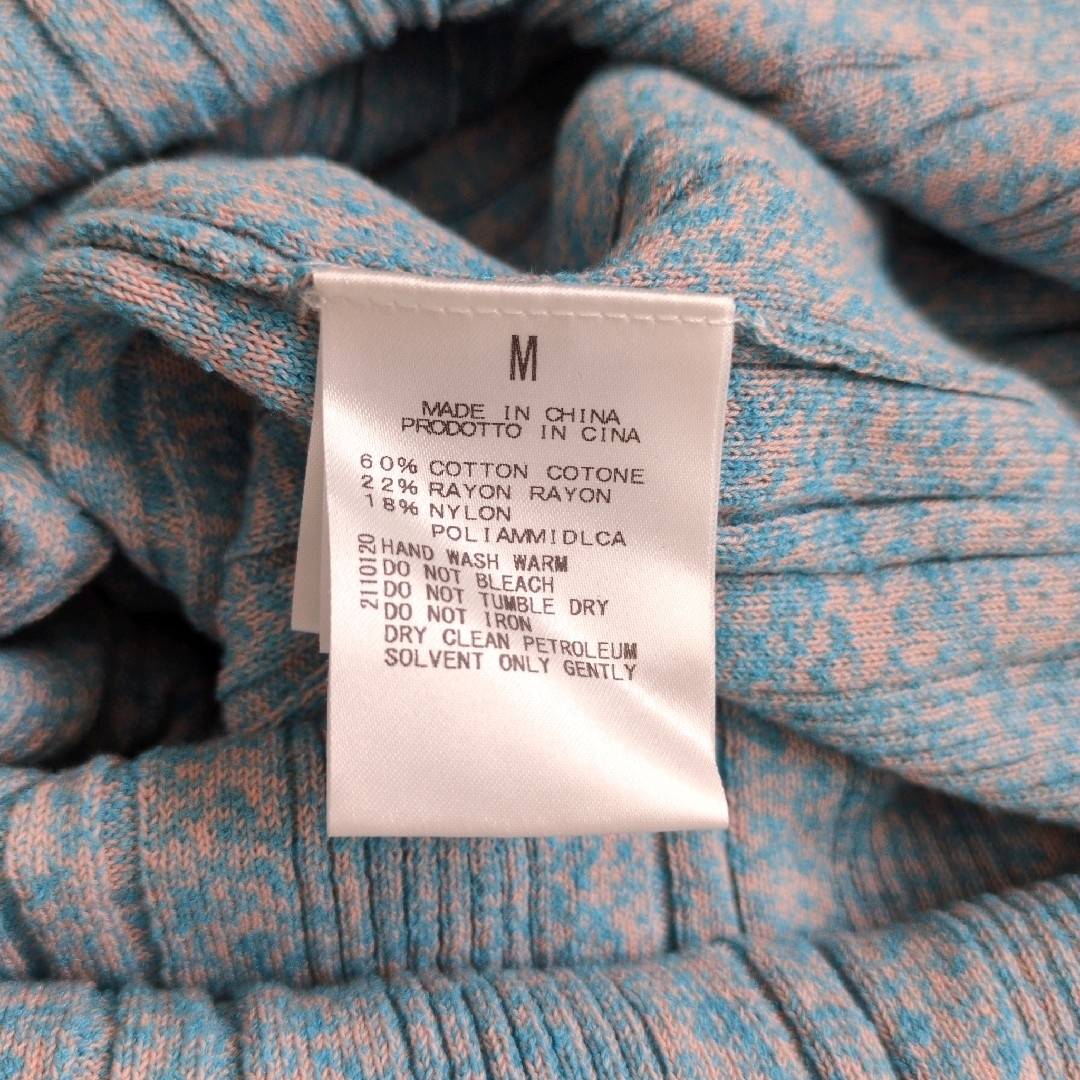 M
MADE IN CHINA
PRODOTTO IN CINA
60% COTTON COTONE
22% RAYON RAYON
18% NYLON
POLIAMMIDLCA
2110120
HAND WASH WARM
DO NOT BLEACH
DO NOT TUMBLE DRY
DO NOT IRON
DRY CLEAN PETROLEUM
SOLVENT ONLY GENTLY